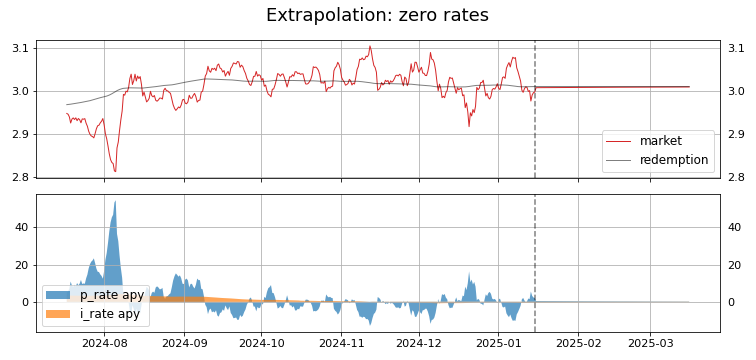 Extrapolation: zero rates
3.1
3.1
3.0
3.0
2.9
2.9
2.8
2.8
market
redemption
40
40
20
20
0
0
p_rate apy
i_rate apy
2024-08 2024-09 2024-10 2024-11 2024-12 2025-01 2025-02 2025-03